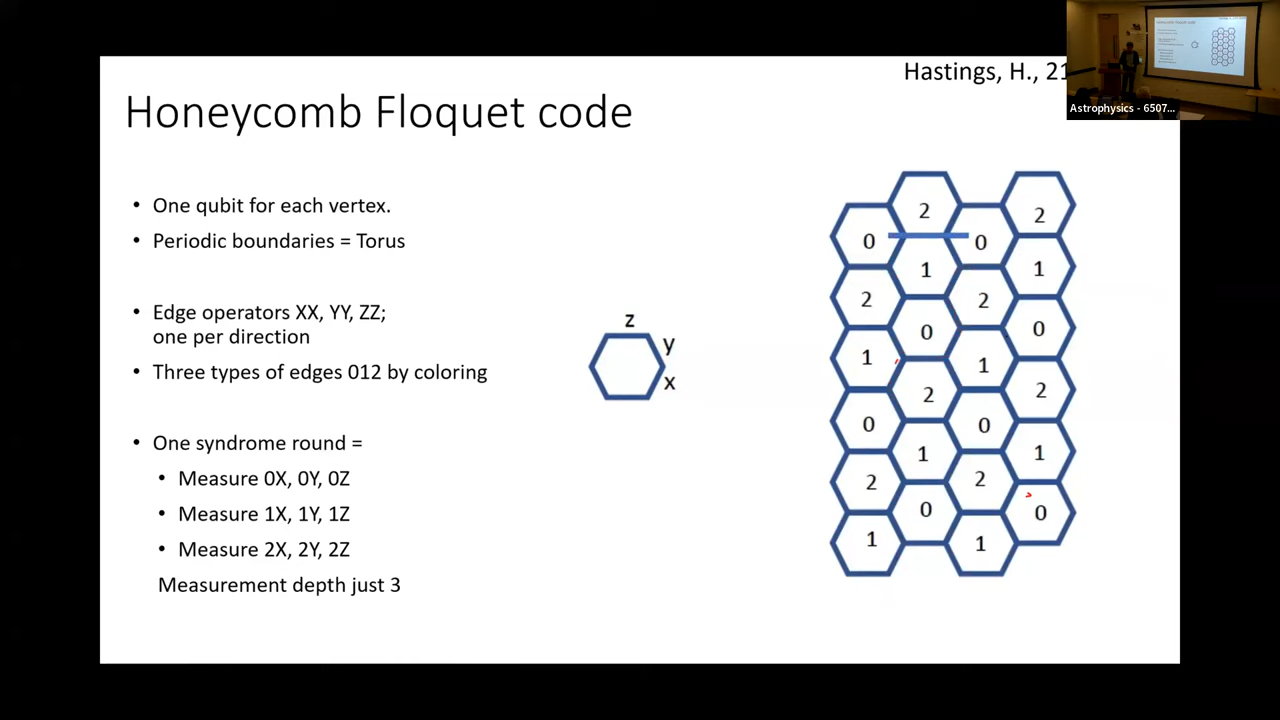 Hastings, H., 21
Honeycomb Floquet code
Astrophysics - 6507...
• One qubit for each vertex.
• Periodic boundaries = Torus
• Edge operators XX, YY, ZZ;
one per direction
• Three types of edges 012 by coloring
• One syndrome round =
• Measure 0X, 0Y, 0Z
• Measure 1X, 1Y, 1Z
• Measure 2X, 2Y, 2Z
Measurement depth just 3
z
y
x
2 2
0 0
1 1
2 2
0 0
1 1
2 2
0 0
1 1
2 2
0 0
1 1